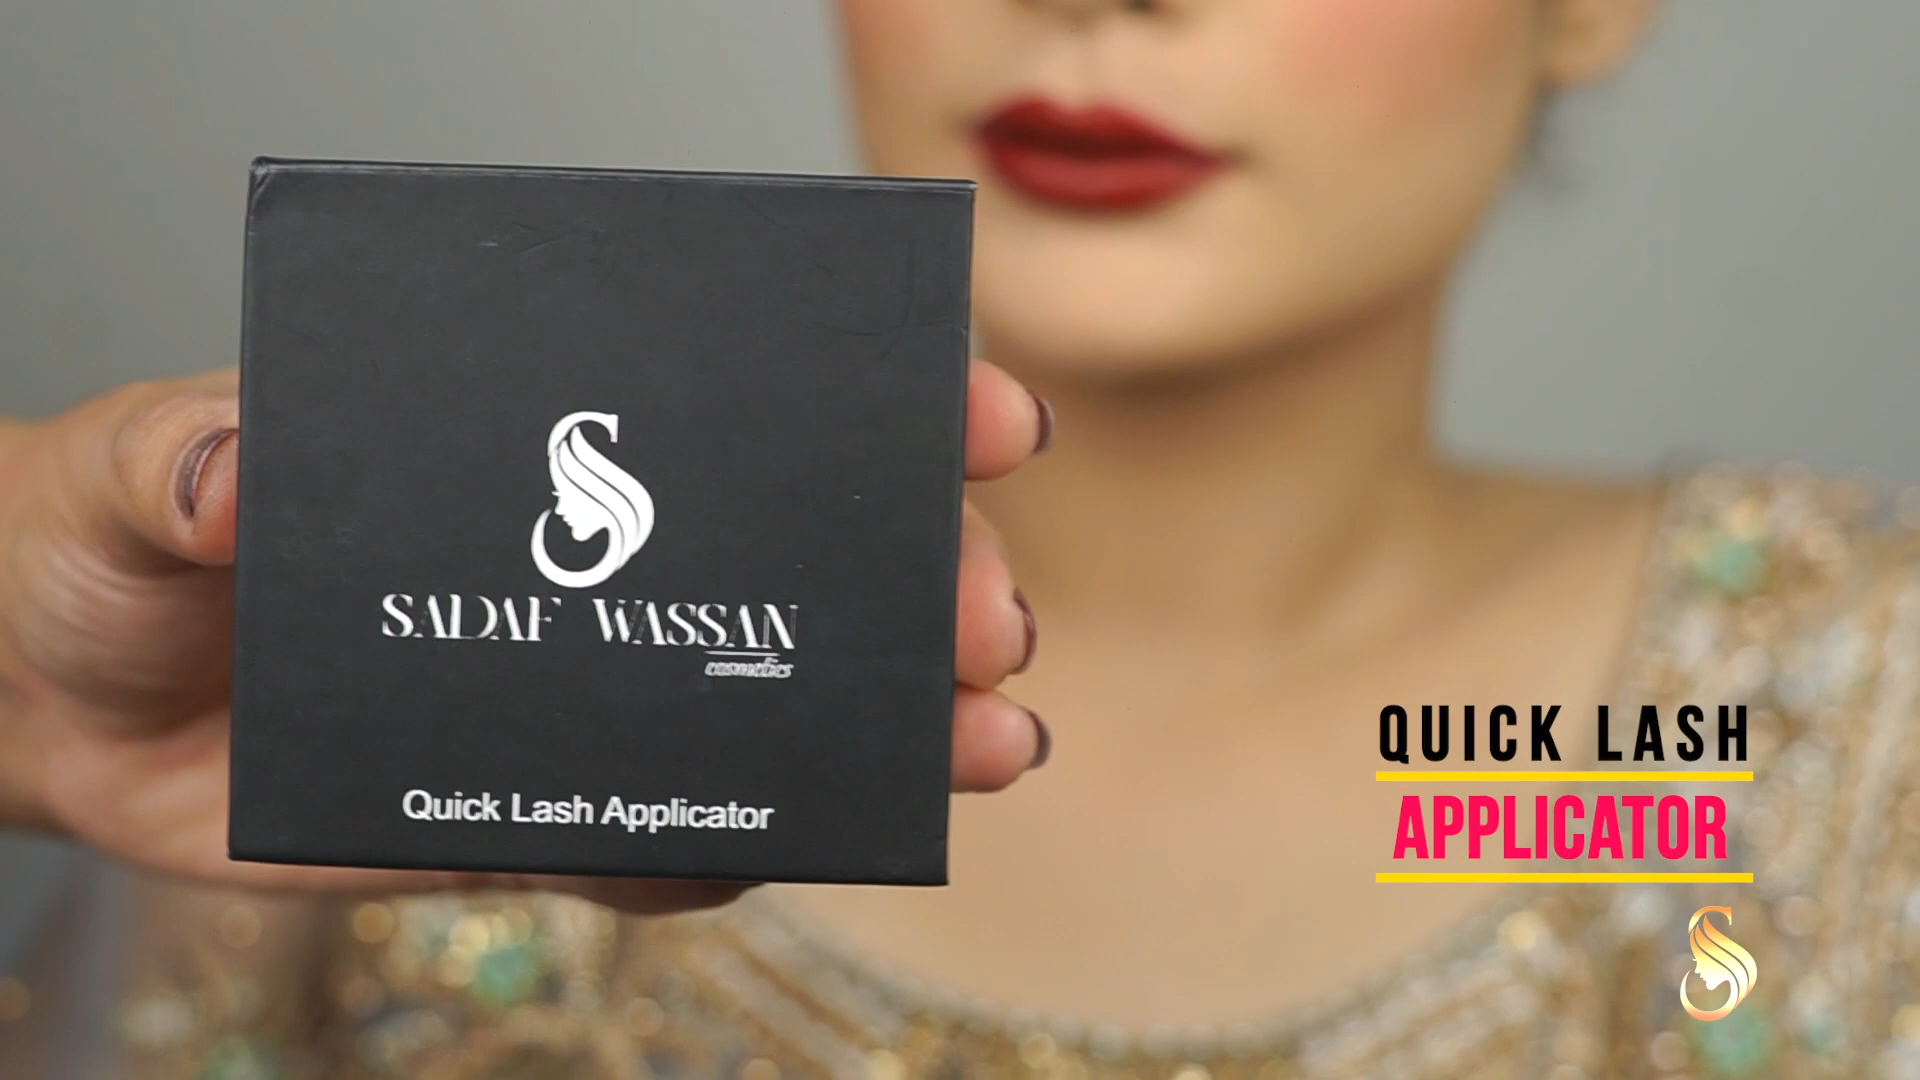 SADAF WASSAN
cosmetics
Quick Lash Applicator
QUICK LASH
APPLICATOR